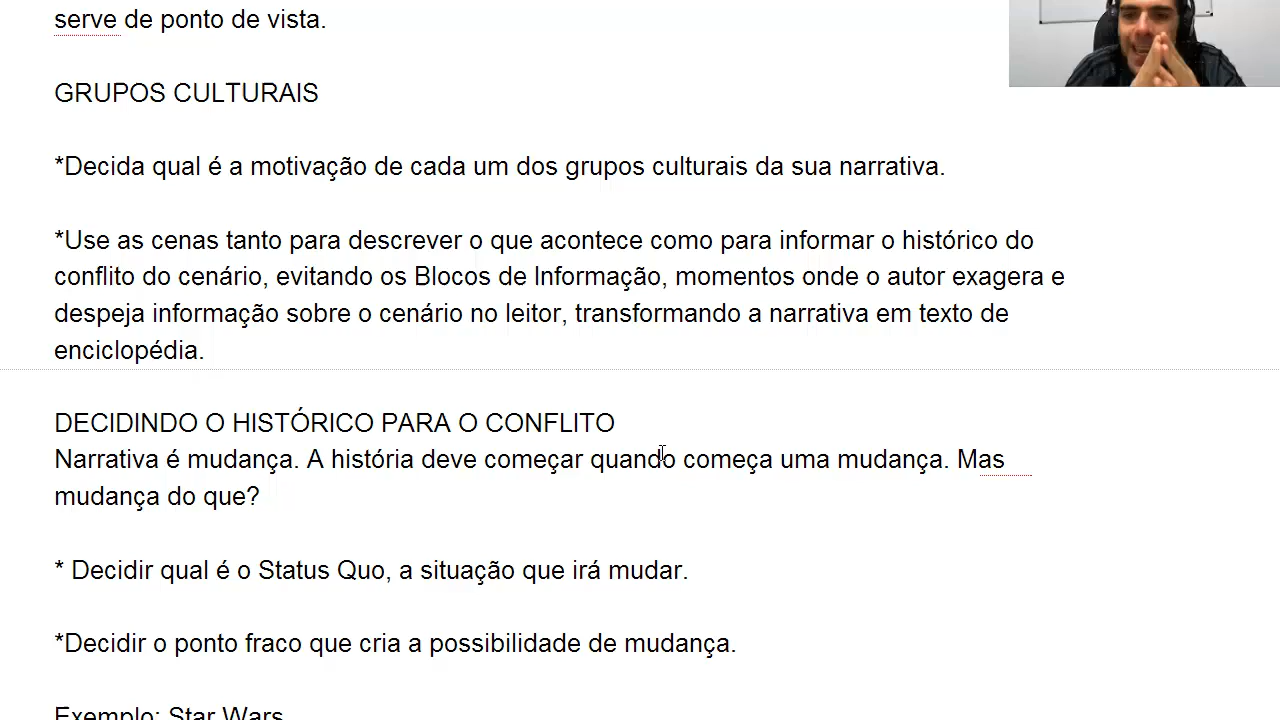 serve de ponto de vista.
GRUPOS CULTURAIS
*Decida qual é a motivação de cada um dos grupos culturais da sua narrativa.
*Use as cenas tanto para descrever o que acontece como para informar o histórico do
conflito do cenário, evitando os Blocos de Informação, momentos onde o autor exagera e
despeja informação sobre o cenário no leitor, transformando a narrativa em texto de
enciclopédia.
DECIDINDO O HISTÓRICO PARA O CONFLITO
Narrativa é mudança. A história deve começar quando começa uma mudança. Mas
mudança do que?
* Decidir qual é o Status Quo, a situação que irá mudar.
*Decidir o ponto fraco que cria a possibilidade de mudança.
Exemplo: Star Wars